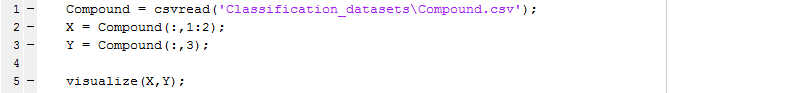 1 - Compound = csvread('Classification_datasets\Compound.csv');
2 - X = Compound(:,1:2);
3 - Y = Compound(:,3);
4
5 - visualize(X,Y);